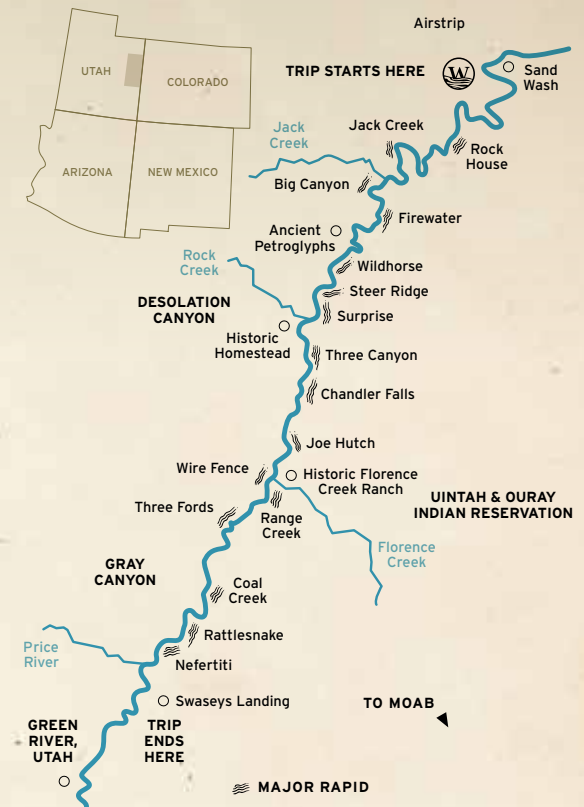 Airstrip
UTAH
COLORADO
ARIZONA
NEW MEXICO
TRIP STARTS HERE
W
Sand
Wash
Jack Creek
Jack
Creek
Rock
House
Big Canyon
Firewater
Ancient
Petroglyphs
Rock
Creek
Wildhorse
Steer Ridge
DESOLATION
CANYON
Surprise
Historic
Homestead
Three Canyon
Chandler Falls
Joe Hutch
Wire Fence
Historic Florence
Creek Ranch
UINTAH & OURAY
INDIAN RESERVATION
Three Fords
Range
Creek
Florence
Creek
GRAY
CANYON
Coal
Creek
Rattlesnake
Price
River
Nefertiti
Swaseys Landing
TO MOAB
GREEN
RIVER,
UTAH
TRIP
ENDS
HERE
MAJOR RAPID